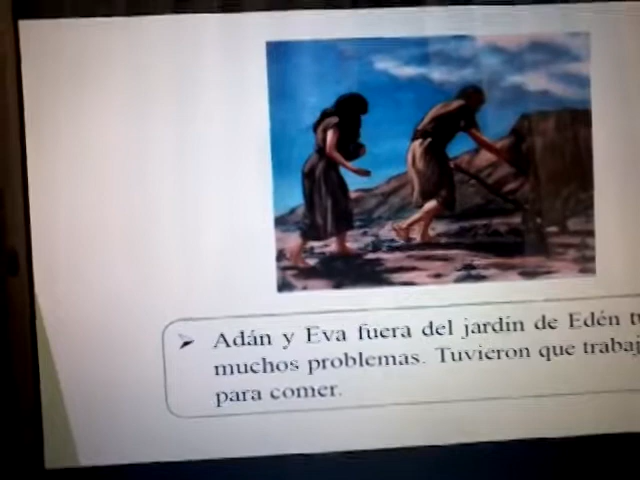 Adán y Eva fuera del jardín de Edén
muchos problemas. Tuvieron que
para comer.